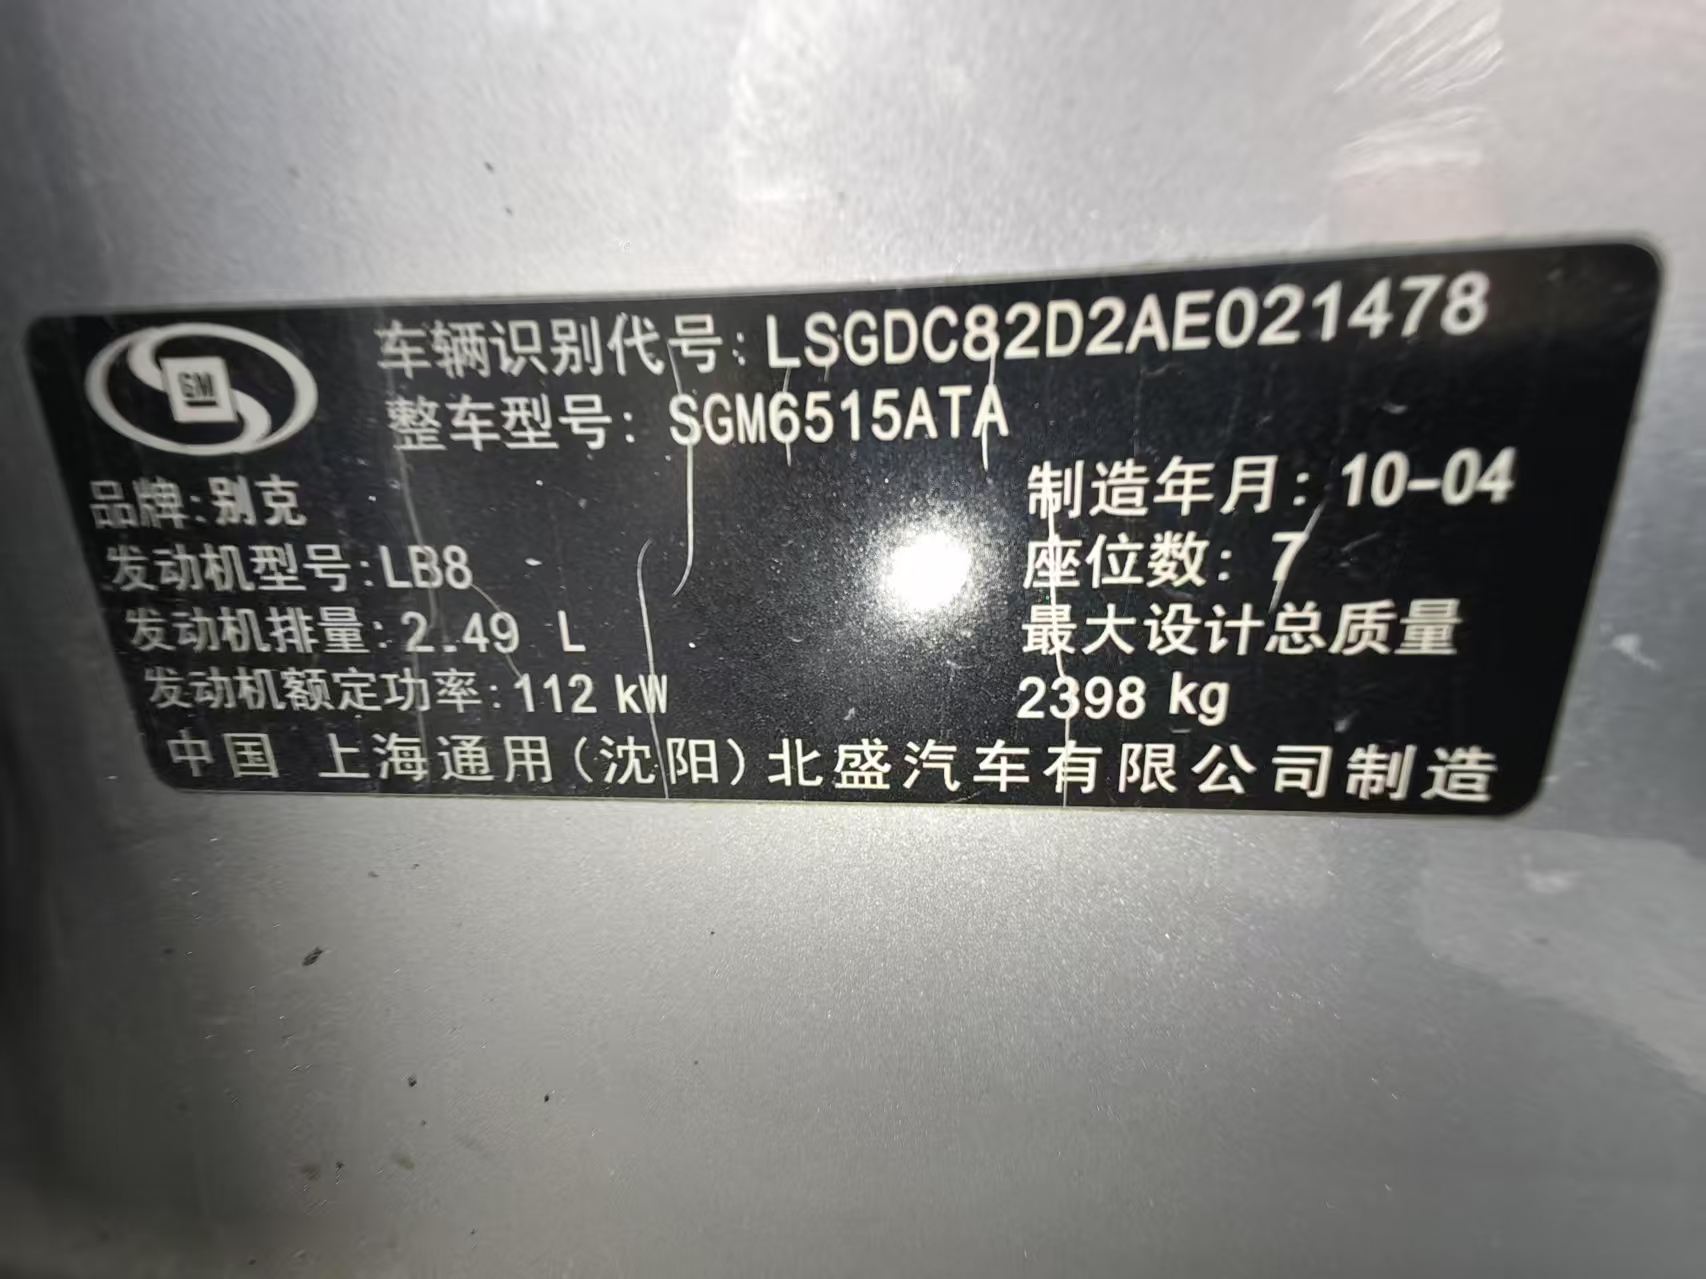 GM
车辆识别代号:LSGDC82D2AE021478
整车型号: SGM6515ATA
品牌:别克
制造年月: 10-04
发动机型号:LB8
座位数: 7
发动机排量:2.49 L
最大设计总质量
发动机额定功率:112 kW
2398 kg
中国 上海通用(沈阳)北盛汽车有限公司制造